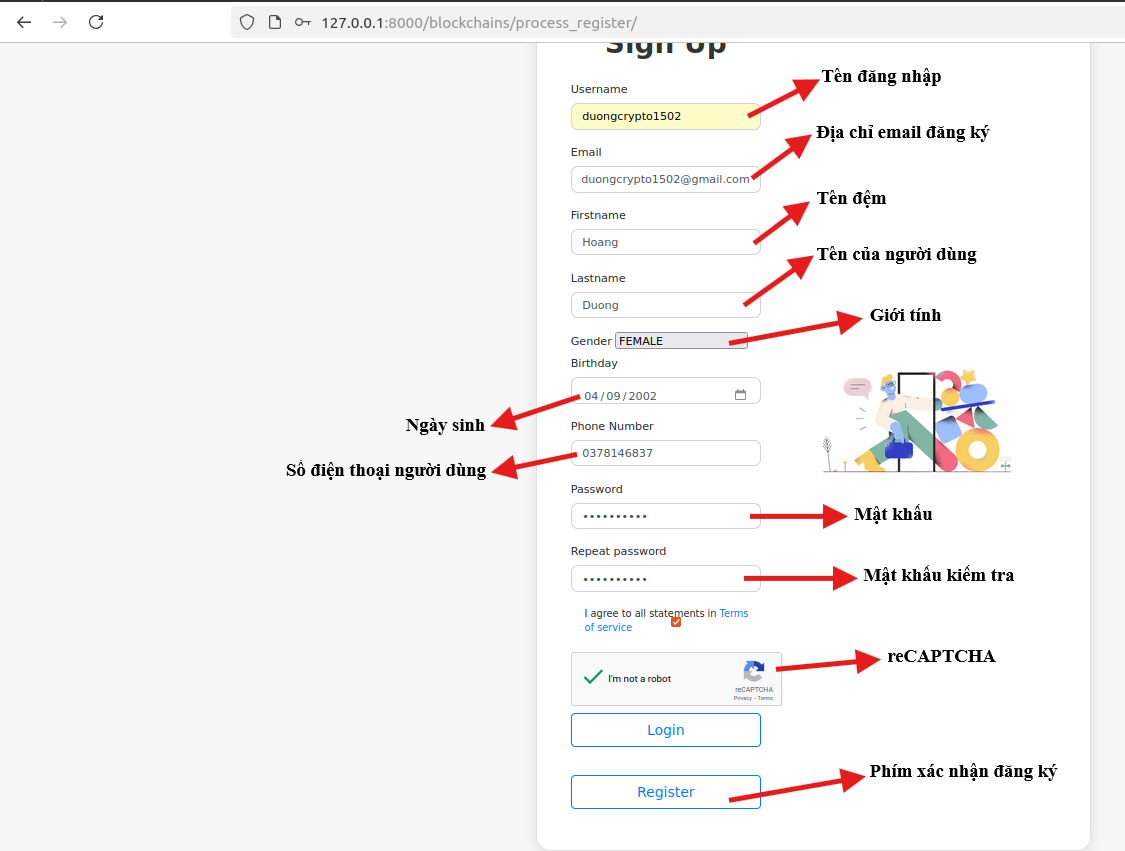 127.0.0.1:8000/blockchains/process_register/
Sign Up
Username
duongcrypto1502
Tên đăng nhập
Email
duongcrypto1502@gmail.com
Địa chỉ email đăng ký
Firstname
Hoang
Tên đệm
Lastname
Duong
Tên của người dùng
Gender FEMALE
Giới tính
Birthday
04/09/2002
Ngày sinh
Phone Number
0378146837
Số điện thoại người dùng
Password
••••••••••
Mật khẩu
Repeat password
••••••••••
Mật khẩu kiểm tra
I agree to all statements in Terms
of service
I'm not a robot
reCAPTCHA
Privacy - Terms
reCAPTCHA
Login
Register
Phím xác nhận đăng ký